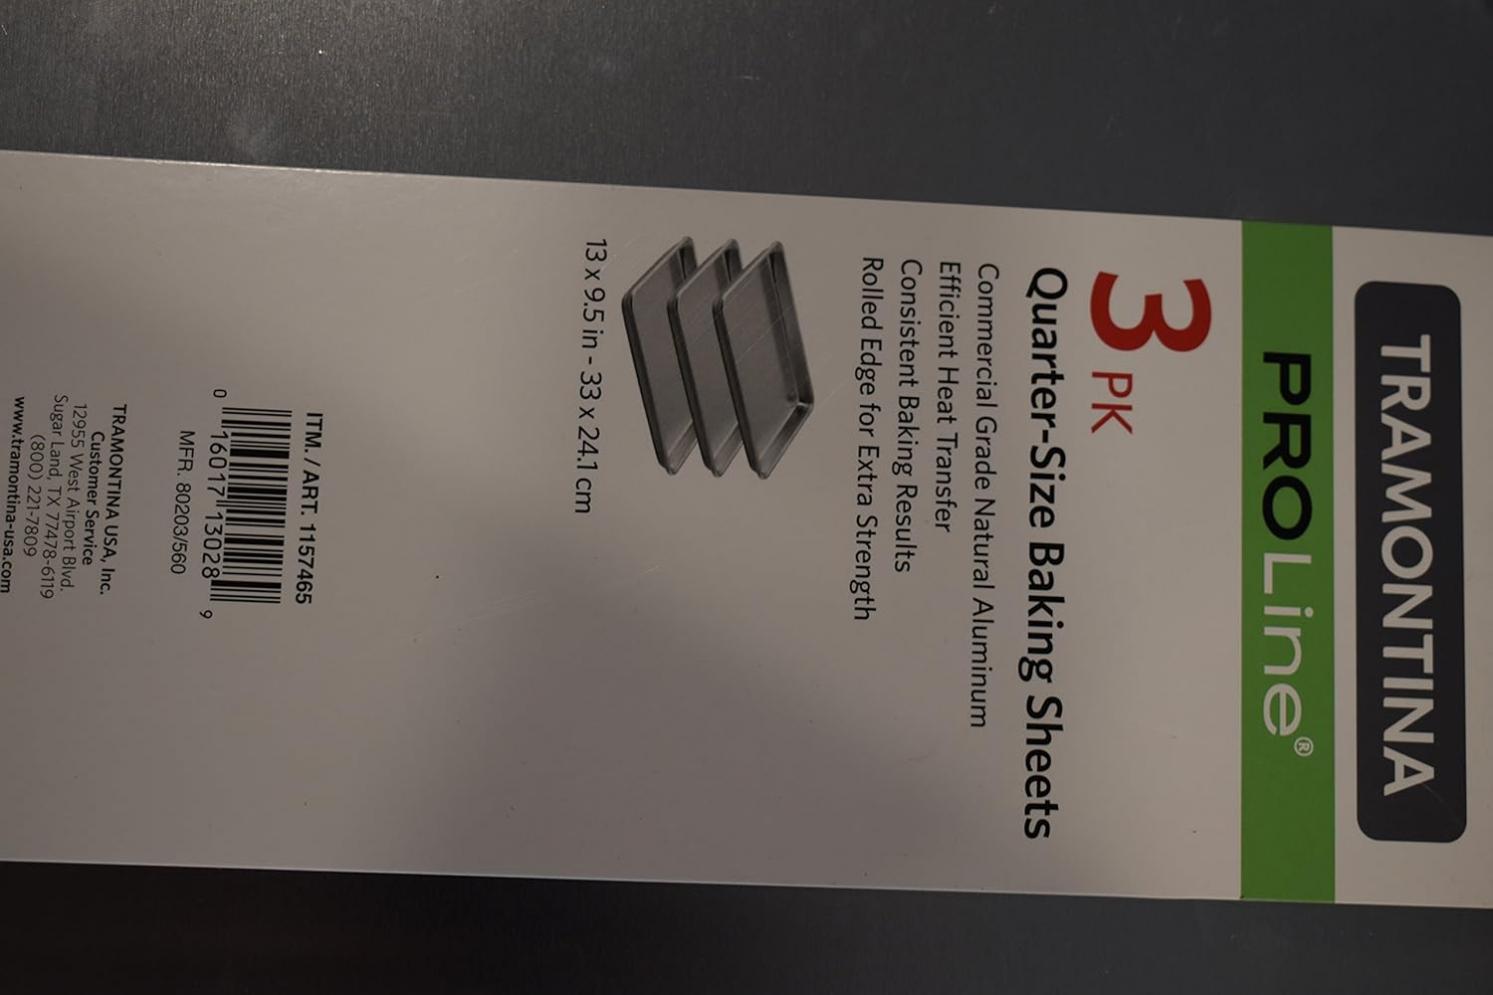 TRAMONTINA
PROLine®
3 PK
Quarter-Size Baking Sheets
Commercial Grade Natural Aluminum
Efficient Heat Transfer
Consistent Baking Results
Rolled Edge for Extra Strength
13 x 9.5 in - 33 x 24.1 cm
ITM. / ART. 1157465
0 16017 13028 9
MFR. 80203/560
TRAMONTINA USA, Inc.
Customer Service
12955 West Airport Blvd.
Sugar Land, TX 77478-6119
(800) 221-7809
www.tramontina-usa.com